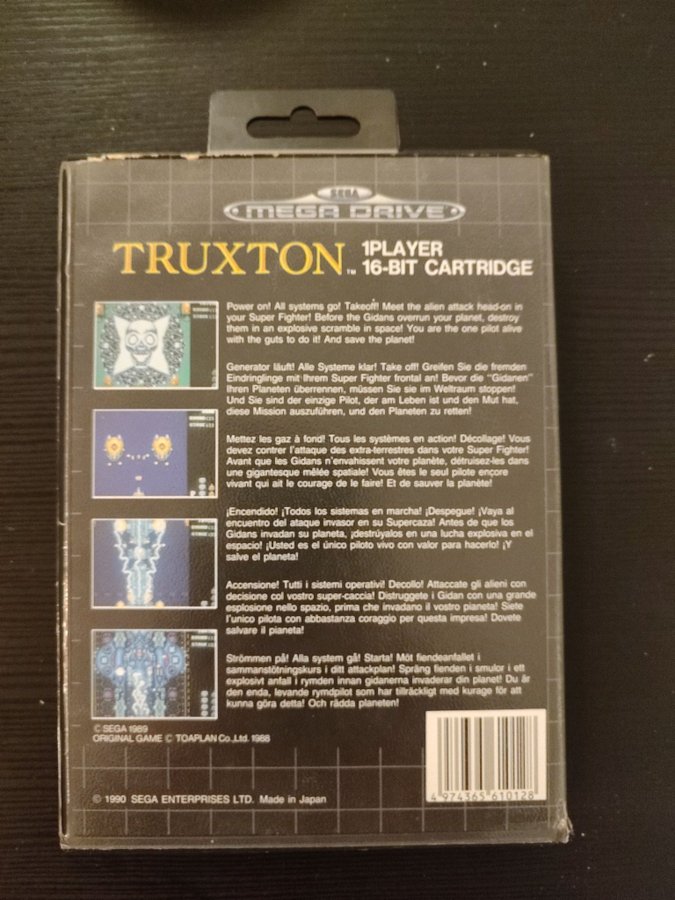 SEGA
MEGA DRIVE
TRUXTON™
1PLAYER
16-BIT CARTRIDGE
Power on! All systems go! Takeoff! Meet the alien attack head-on in
your Super Fighter! Before the Gidans overrun your planet, destroy
them in an explosive scramble in space! You are the one pilot alive
with the guts to do it! And save the planet!
Generator läuft! Alle Systeme klar! Take off! Greifen Sie die fremden
Eindringlinge mit Ihrem Super Fighter frontal an! Bevor die "Gidanen"
Ihren Planeten überrennen, müssen Sie sie im Weltraum stoppen!
Und Sie sind der einzige Pilot, der am Leben ist und den Mut hat,
diese Mission auszuführen, und den Planeten zu retten!
Mettez les gaz à fond! Tous les systèmes en action! Décollage! Vous
devez contrer l'attaque des extra-terrestres dans votre Super Fighter!
Avant que les Gidans n'envahissent votre planète, détruisez-les dans
une gigantesque mêlée spatiale! Vous êtes le seul pilote ençore
vivant qui ait le courage de le faire! Et de sauver la planète!
¡Encendido! ¡Todos los sistemas en marcha! ¡Despegue! ¡Vaya al
encuentro del ataque invasor en su Supercaza! Antes de que los
Gidans invadan su planeta, ¡destrúyalos en una lucha explosiva en el
espacio! ¡Usted es el único piloto vivo con valor para hacerlo! ¡Y
salve el planeta!
Accensione! Tutti i sistemi operativi! Decollo! Attaccate gli alieni con
decisione col vostro super-caccia! Distruggete i Gidan con una grande
esplosione nello spazio, prima che invadano il vostro pianeta! Siete
l'unico pilota con abbastanza coraggio per questa impresa! Dovete
salvare il pianeta!
Strömmen på! Alla system gå! Starta! Möt fiendeanfallet i
sammanstötningskurs i ditt attackplan! Spräng fienden i smulor i ett
explosivt anfall i rymden innan gidanerna invaderar din planet! Du är
den enda, levande rymdpilot som har tillräckligt med kurage för att
kunna göra detta! Och rädda planeten!
© SEGA 1989
ORIGINAL GAME © TOAPLAN Co.,Ltd. 1988
© 1990 SEGA ENTERPRISES LTD. Made in Japan
4 974365 610128